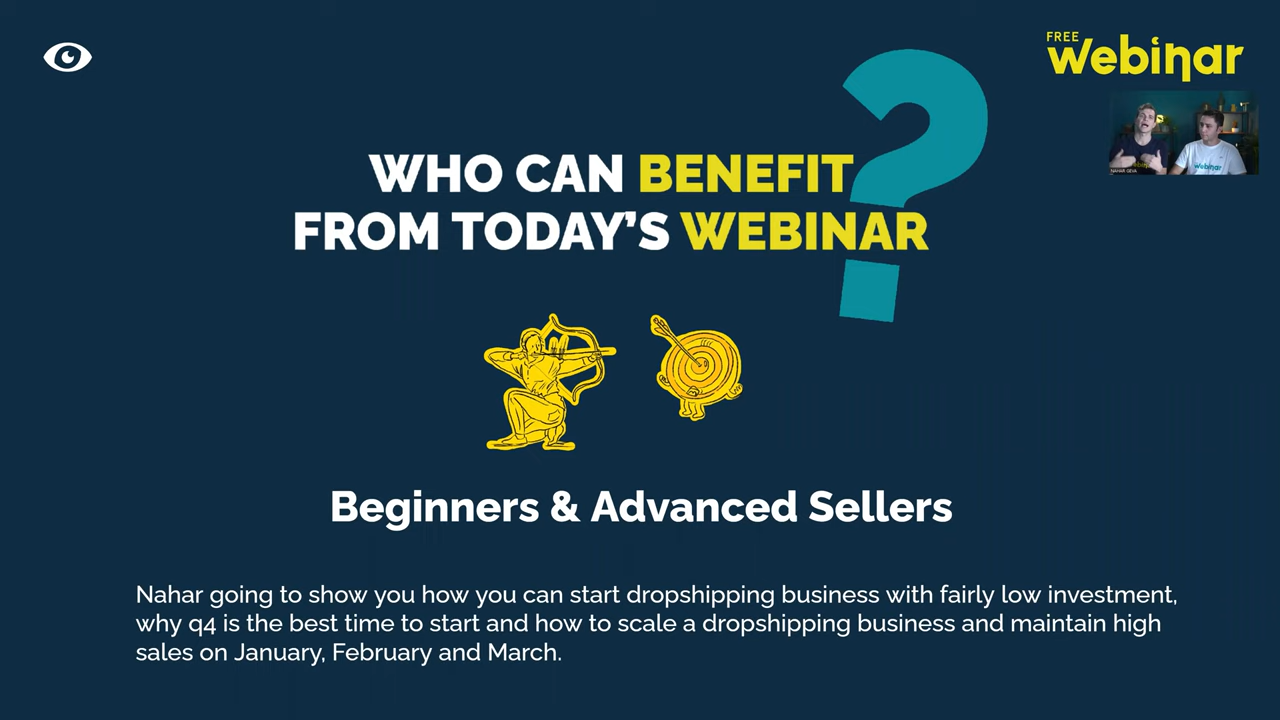 FREE
webinar
NAHAR GEVA
WHO CAN BENEFIT
FROM TODAY'S WEBINAR
?
Beginners & Advanced Sellers
Nahar going to show you how you can start dropshipping business with fairly low investment,
why q4 is the best time to start and how to scale a dropshipping business and maintain high
sales on January, February and March.